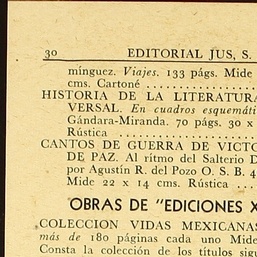 30 EDITORIAL JUS, S.
mínguez. Viajes. 133 págs. Mide
cms. Cartoné ..........
HISTORIA DE LA LITERATURA
VERSAL. En cuadros esquemáti
Gándara-Miranda. 70 págs. 30 x
Rústica ..........
CANTOS DE GUERRA DE VICTO
DE PAZ. Al ritmo del Salterio D
por Agustín R. del Pozo O. S. B. 4
Mide 22 x 14 cms. Rústica ...
OBRAS DE "EDICIONES X
COLECCION VIDAS MEXICANAS
más de 180 páginas cada uno Mide
Consta la colección de los títulos sigu